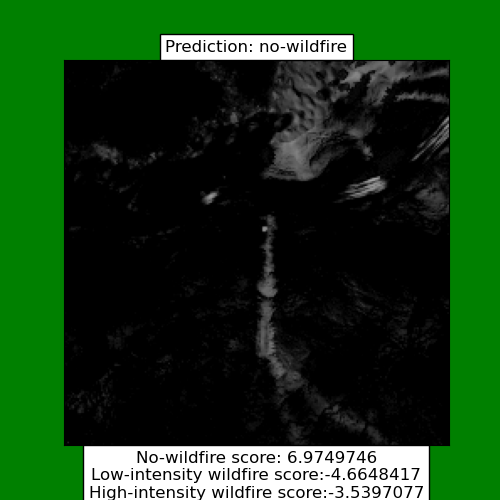 Prediction: no-wildfire
No-wildfire score: 6.9749746
Low-intensity wildfire score:-4.6648417
High-intensity wildfire score:-3.5397077